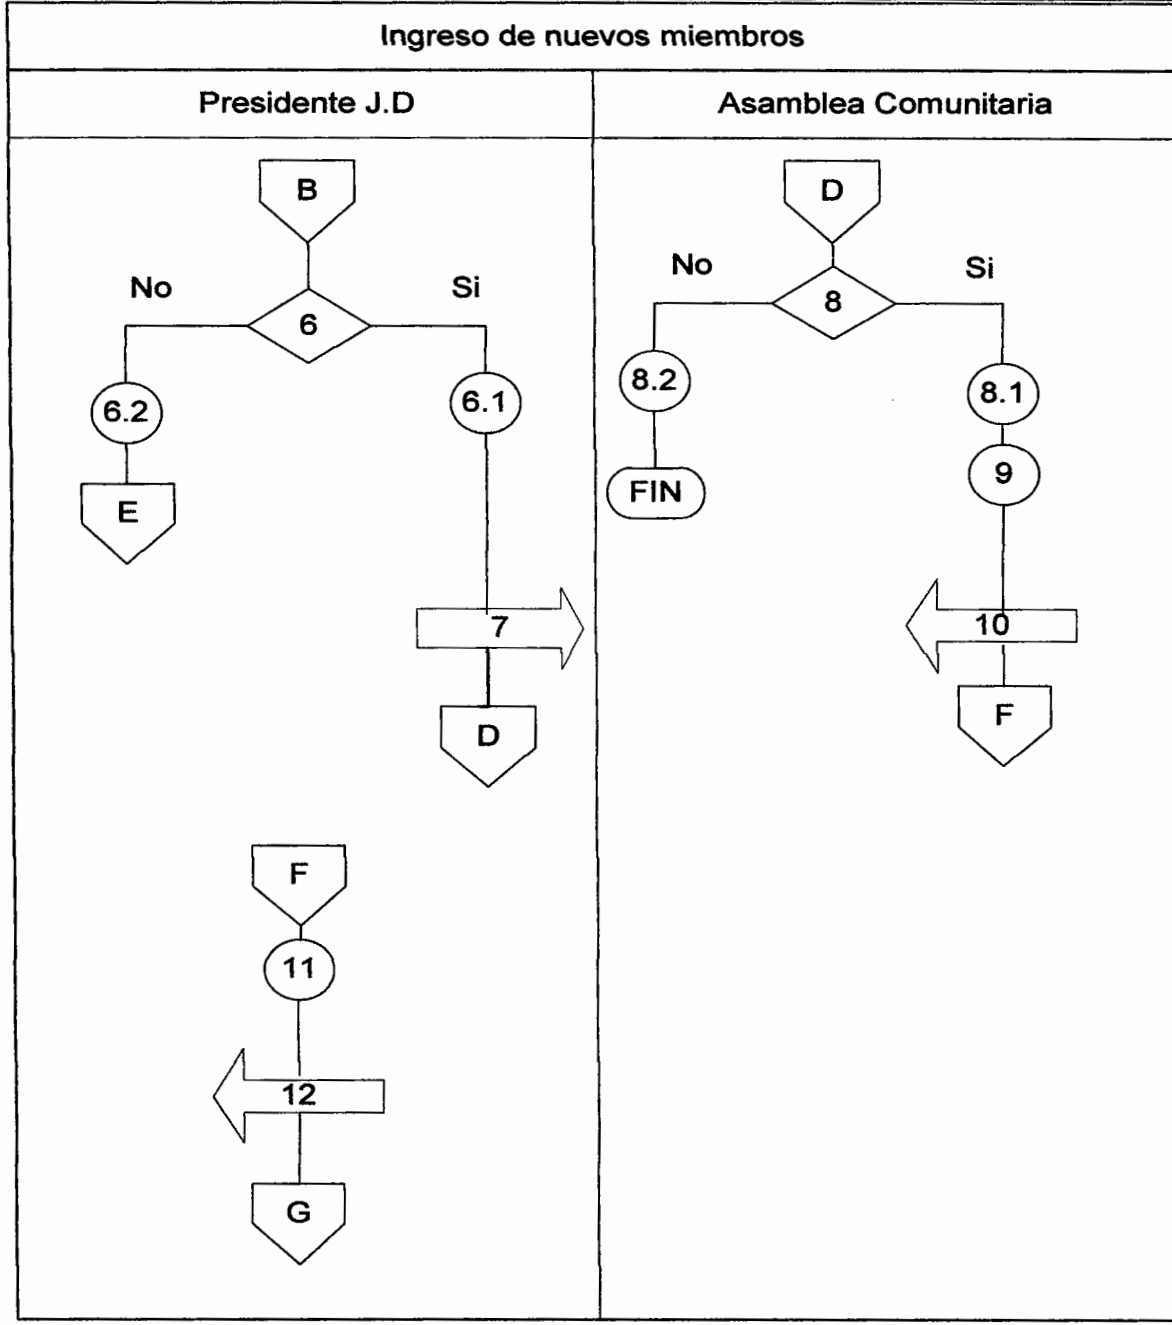 Ingreso de nuevos miembros
Presidente J.D
Asamblea Comunitaria
B
No
Si
6
6.2
6.1
E
7
D
F
11
12
G
D
No
Si
8
8.2
8.1
9
FIN
10
F